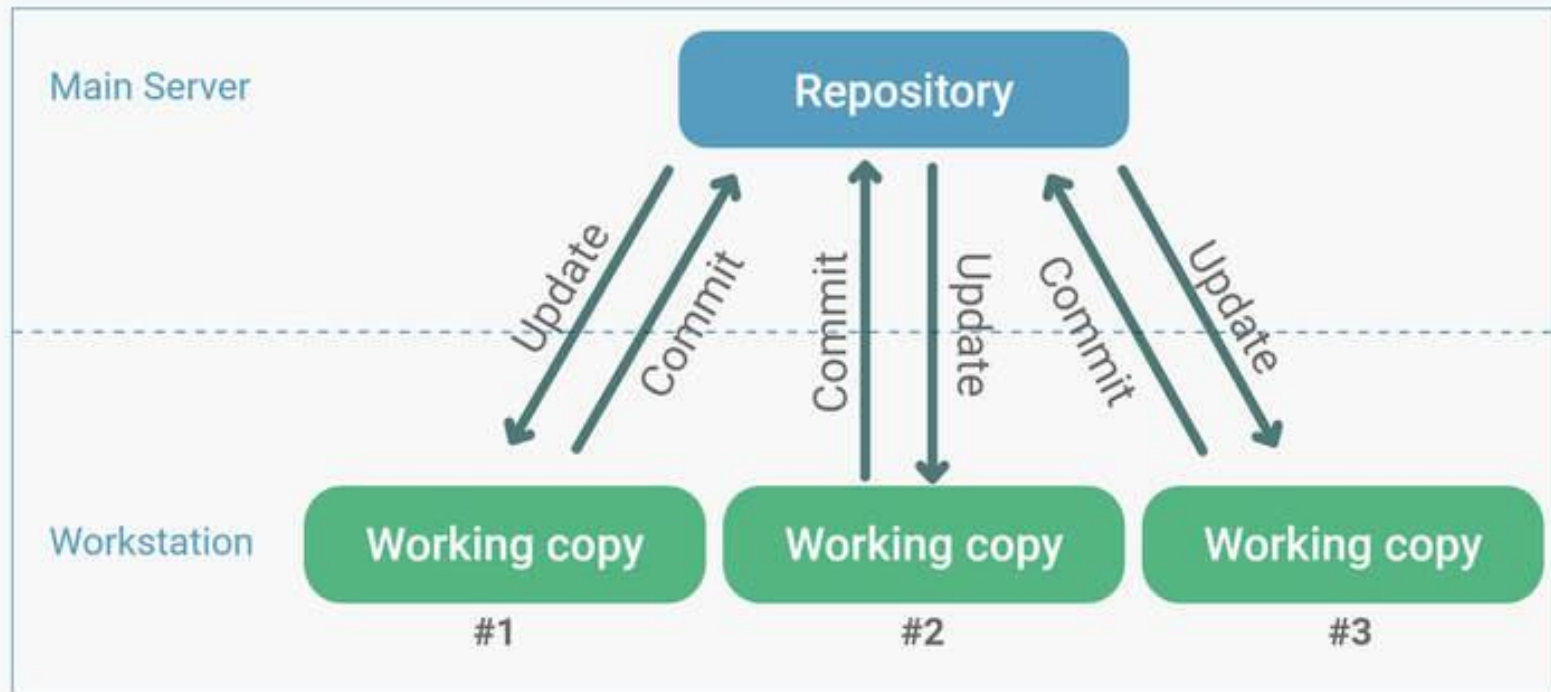 Main Server
Repository
Update
Commit
Commit
Update
Commit
Update
Workstation
Working copy
Working copy
Working copy
#1
#2
#3